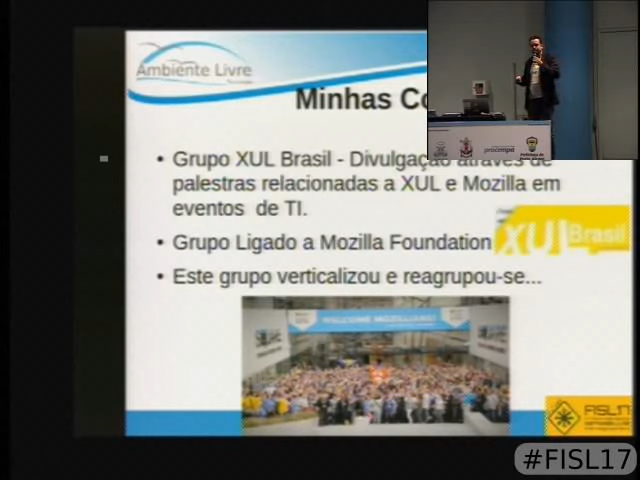 Ambiente Livre
Minhas Co
• Grupo XUL Brasil - Divulgação através de
palestras relacionadas a XUL e Mozilla em
eventos de TI.
• Grupo Ligado a Mozilla Foundation
XUL Brasil
• Este grupo verticalizou e reagrupou-se...
WELCOME MOZILLIANS!
FISL17
procempa
#FISL17